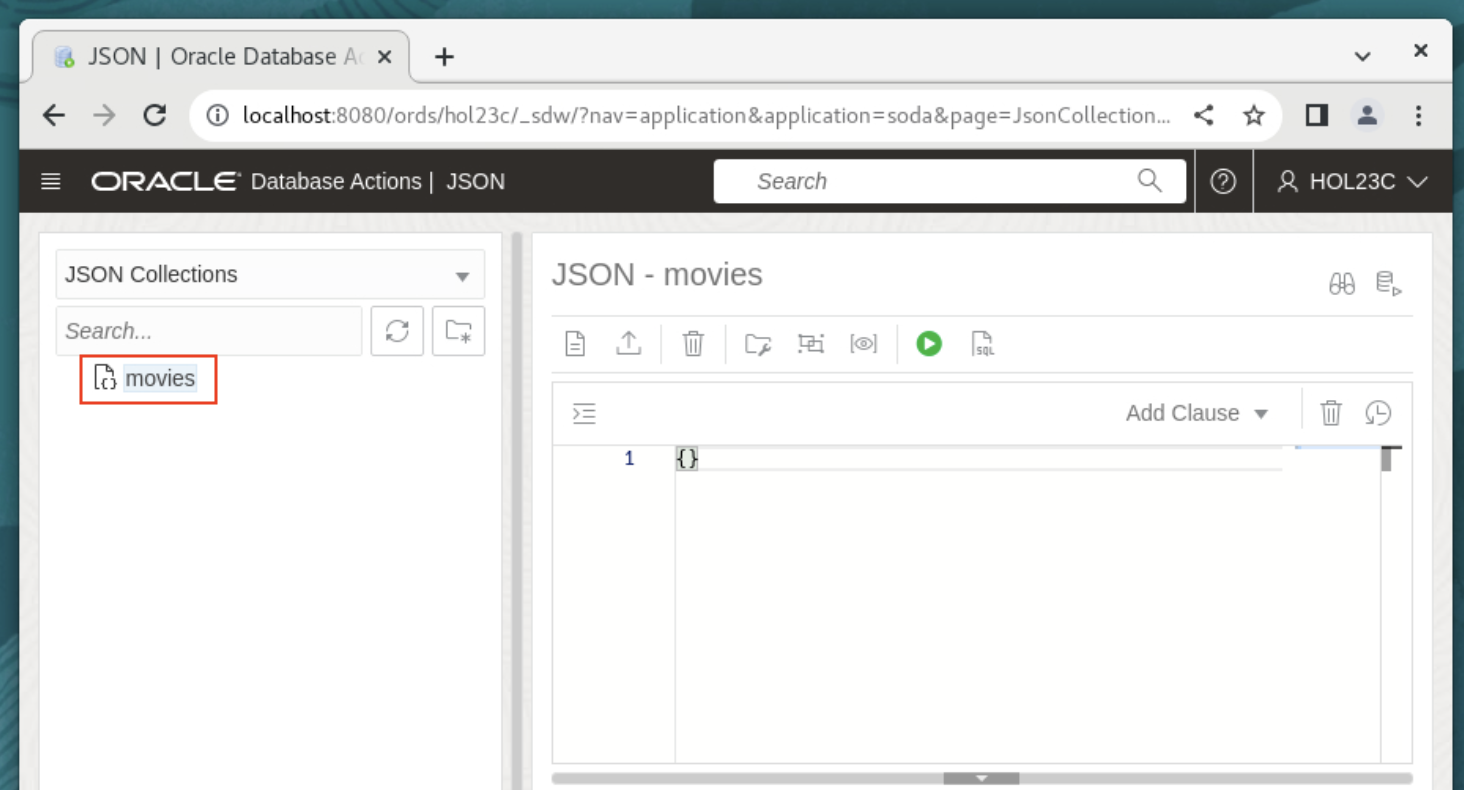 JSON | Oracle Database Ac
localhost:8080/ords/hol23c/_sdw/?nav=application&application=soda&page=JsonCollection...
ORACLE Database Actions | JSON
Search
HOL23C
JSON Collections
Search...
movies
JSON - movies
SQL
Add Clause
1 {}